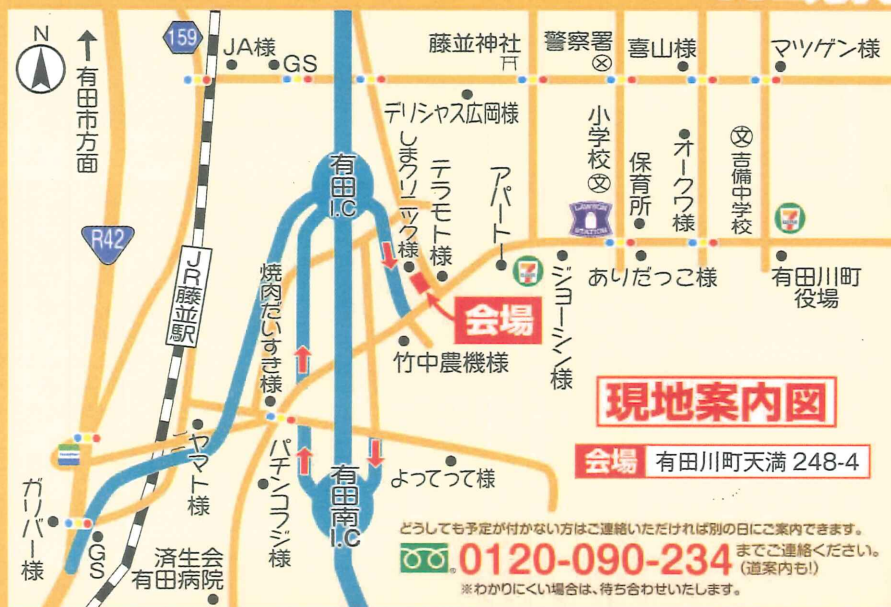 N
有田市方面
159
JA様
GS
藤並神社
警察署
喜山様
マツゲン様
デリシャス広岡様
小学校
文
保育所
オークワ様
文
吉備中学校
有田I.C
しまクリニック様
テラモト様
アパート
LAWSON
STATION
R42
JR藤並駅
焼肉だいすき様
会場
ジョーシン様
ありだっこ様
有田川町
役場
竹中農機様
現地案内図
会場 有田川町天満 248-4
ヤマト様
パチンコフジ様
有田南I.C
よってって様
ガリバー様
GS
済生会
有田病院
どうしても予定が付かない方はご連絡いただければ別の日にご案内できます。
0120-090-234 までご連絡ください。
(道案内も!)
※わかりにくい場合は、待ち合わせいたします。